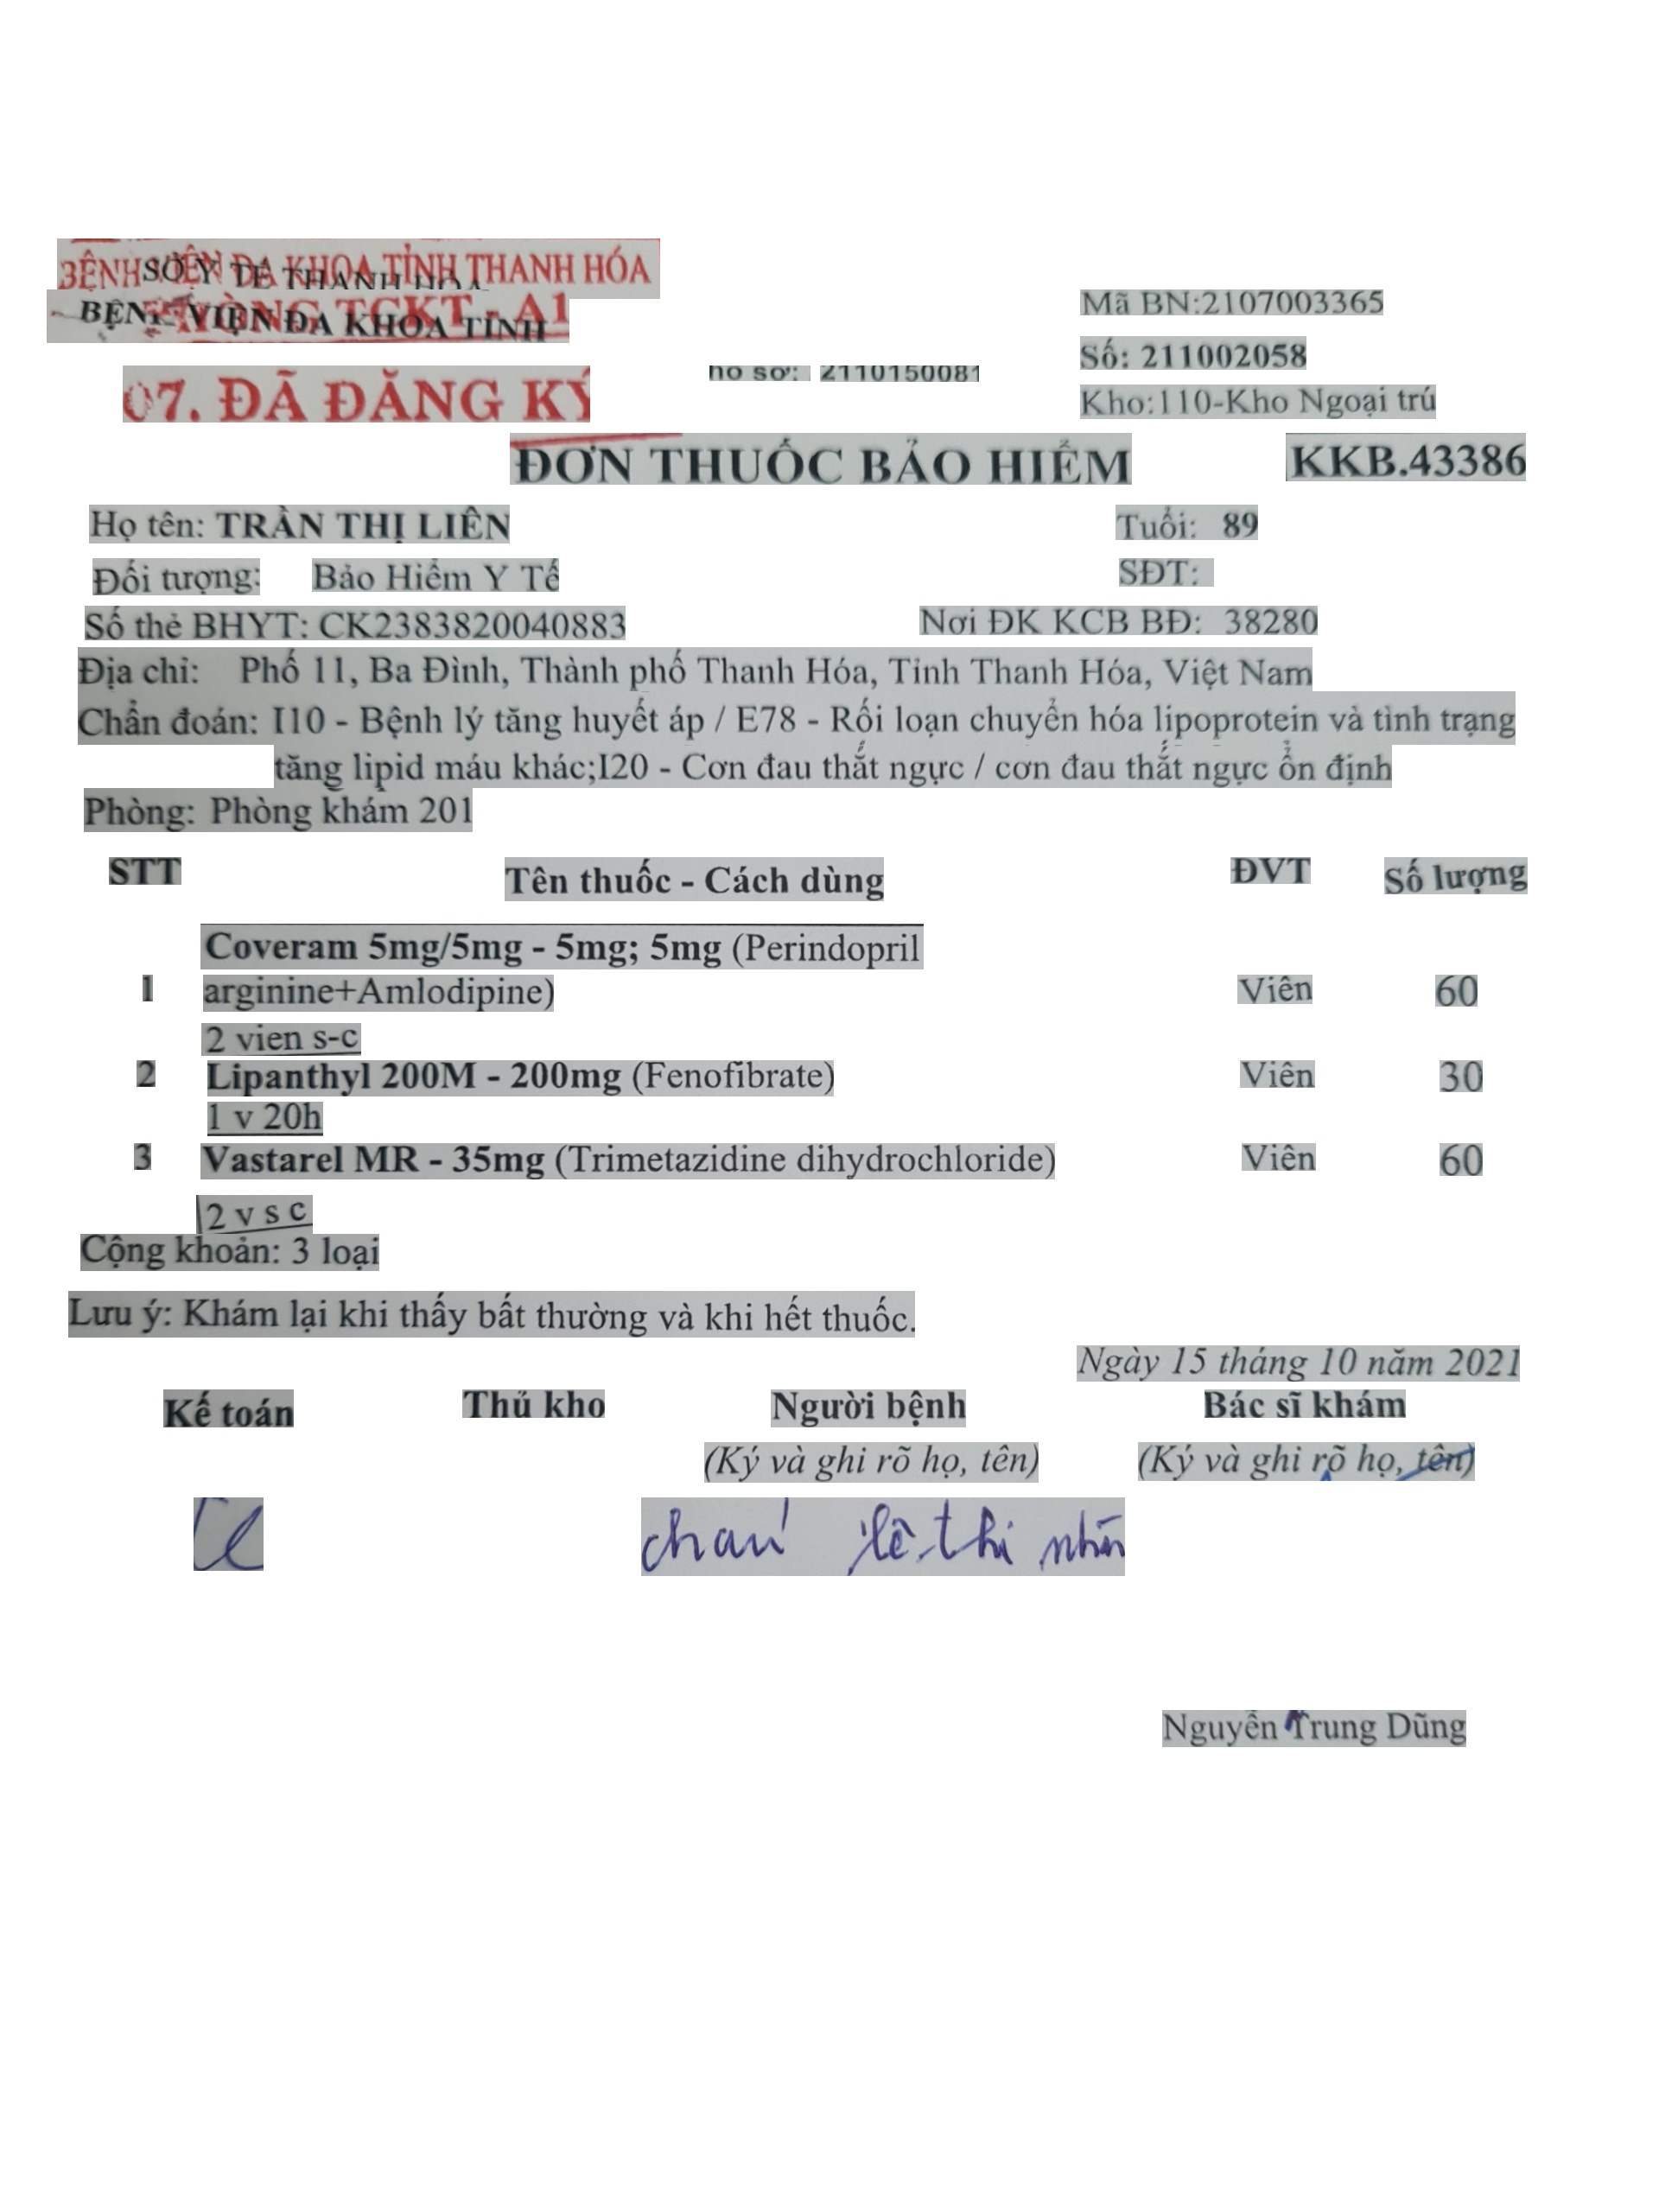 BỆNH VIỆN ĐA KHOA TỈNH THANH HÓA
SỞ Y TẾ THANH HÓA
PHÒNG TCKT - A1
BỆNH VIỆN ĐA KHOA TỈNH
Mã BN:2107003365
Số: 211002058
07. ĐÃ ĐĂNG KÝ
hồ sơ: 2110150081
Kho:110-Kho Ngoại trú
ĐƠN THUỐC BẢO HIỂM KKB.43386
Họ tên: TRẦN THỊ LIÊN Tuổi: 89
Đối tượng: Bảo Hiểm Y Tế SĐT:
Số thẻ BHYT: CK2383820040883 Nơi ĐK KCB BĐ: 38280
Địa chỉ: Phố 11, Ba Đình, Thành phố Thanh Hóa, Tỉnh Thanh Hóa, Việt Nam
Chẩn đoán: I10 - Bệnh lý tăng huyết áp / E78 - Rối loạn chuyển hóa lipoprotein và tình trạng
tăng lipid máu khác;I20 - Cơn đau thắt ngực / cơn đau thắt ngực ổn định
Phòng: Phòng khám 201
STT Tên thuốc - Cách dùng ĐVT Số lượng
Coveram 5mg/5mg - 5mg; 5mg (Perindopril
1 arginine+Amlodipine) Viên 60
2 vien s-c
2 Lipanthyl 200M - 200mg (Fenofibrate) Viên 30
1 v 20h
3 Vastarel MR - 35mg (Trimetazidine dihydrochloride) Viên 60
2 v s c
Cộng khoản: 3 loại
Lưu ý: Khám lại khi thấy bất thường và khi hết thuốc.
Ngày 15 tháng 10 năm 2021
Kế toán Thủ kho Người bệnh Bác sĩ khám
(Ký và ghi rõ họ, tên) (Ký và ghi rõ họ, tên)
lê thi
Nguyễn Trung Dũng